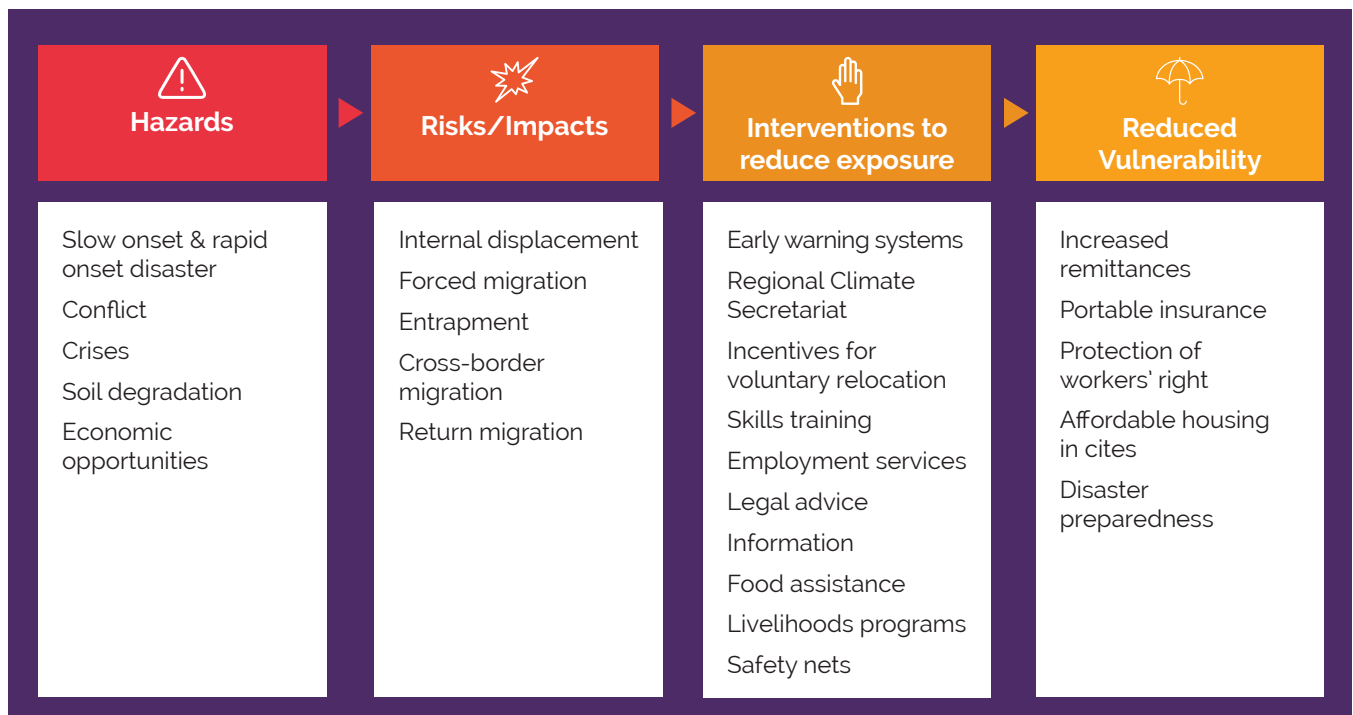 Hazards
Slow onset & rapid
onset disaster
Conflict
Crises
Soil degradation
Economic
opportunities
Risks/Impacts
Internal displacement
Forced migration
Entrapment
Cross-border
migration
Return migration
Interventions to
reduce exposure
Early warning systems
Regional Climate
Secretariat
Incentives for
voluntary relocation
Skills training
Employment services
Legal advice
Information
Food assistance
Livelihoods programs
Safety nets
Reduced
Vulnerability
Increased
remittances
Portable insurance
Protection of
workers’ right
Affordable housing
in cites
Disaster
preparedness